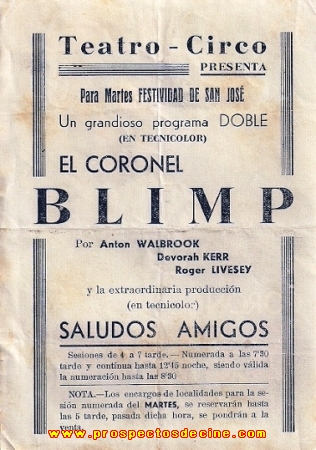 Teatro-Circo
PRESENTA
Para Martes FESTIVIDAD DE SAN JOSÉ
Un grandioso programa DOBLE
(EN TECNICOLOR)
EL CORONEL
BLIMP
Por Anton WALBROOK
Devorah KERR
Roger LIVESEY
y la extraordinaria producción
(en tecnicolor)
SALUDOS AMIGOS
Sesiones de 4 a 7 tarde.—Numerada a las 7'30
tarde y continua hasta 12'45 noche, siendo válida
la numeración hasta las 8'30
NOTA.—Los encargos de localidades para la se-
sión numerada del MARTES, se reservarán hasta
las 5 tarde, pasada dicha hora, se pondrán a la
venta.
www.prospectosdecine.com